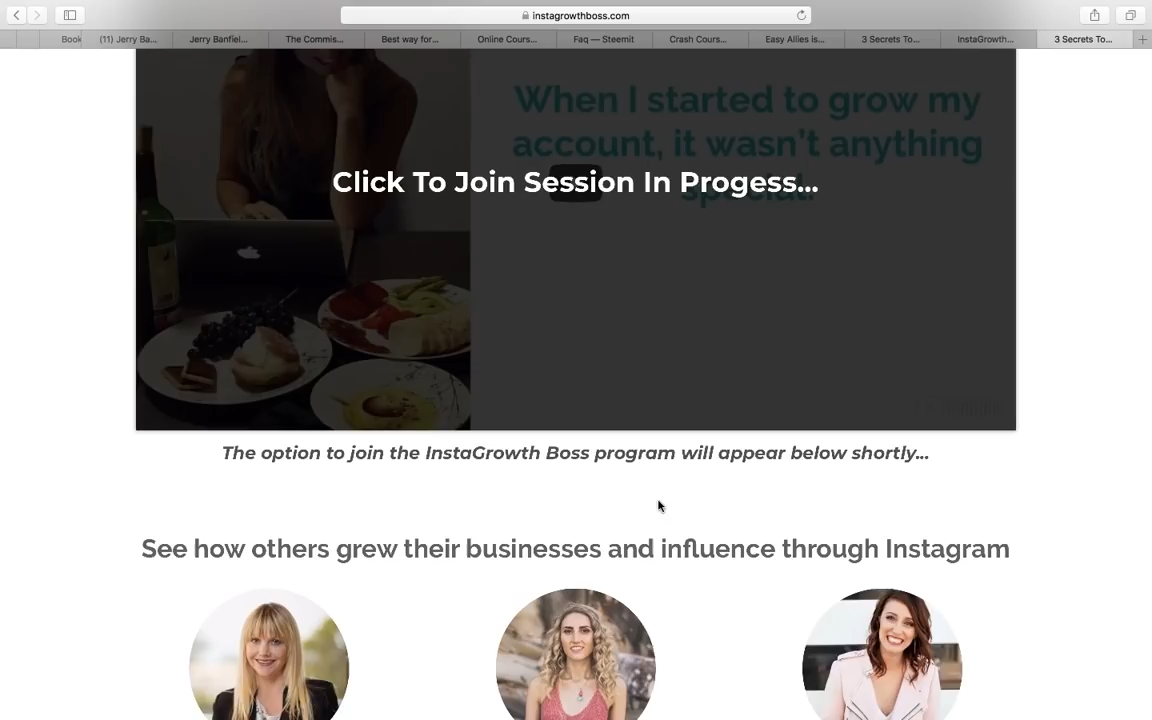 instagrowthboss.com
Book
(11) Jerry Ba...
Jerry Banfiel...
The Commis...
Best way for...
Online Cours...
Faq — Steemit
Crash Cours...
Easy Allies is...
3 Secrets To...
InstaGrowth...
3 Secrets To...
When I started to grow my
account, it wasn't anything
special.
Click To Join Session In Progess...
The option to join the InstaGrowth Boss program will appear below shortly...
See how others grew their businesses and influence through Instagram